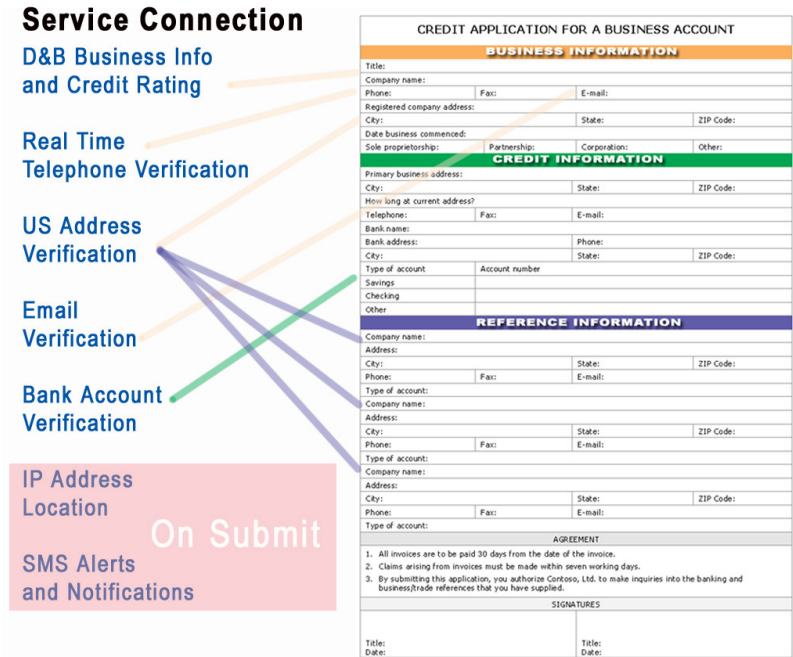 Service Connection
D&B Business Info
and Credit Rating
Real Time
Telephone Verification
US Address
Verification
Email
Verification
Bank Account
Verification
IP Address
Location
On Submit
SMS Alerts
and Notifications
CREDIT APPLICATION FOR A BUSINESS ACCOUNT
BUSINESS INFORMATION
Title:
Company name:
Phone: Fax: E-mail:
Registered company address:
City: State: ZIP Code:
Date business commenced:
Sole proprietorship: Partnership: Corporation: Other:
CREDIT INFORMATION
Primary business address:
City: State: ZIP Code:
How long at current address?
Telephone: Fax: E-mail:
Bank name:
Bank address: Phone:
City: State: ZIP Code:
Type of account Account number
Savings
Checking
Other
REFERENCE INFORMATION
Company name:
Address:
City: State: ZIP Code:
Phone: Fax: E-mail:
Type of account:
Company name:
Address:
City: State: ZIP Code:
Phone: Fax: E-mail:
Type of account:
Company name:
Address:
City: State: ZIP Code:
Phone: Fax: E-mail:
Type of account:
AGREEMENT
1. All invoices are to be paid 30 days from the date of the invoice.
2. Claims arising from invoices must be made within seven working days.
3. By submitting this application, you authorize Contoso, Ltd. to make inquiries into the banking and
business/trade references that you have supplied.
SIGNATURES
Title: Title:
Date: Date: